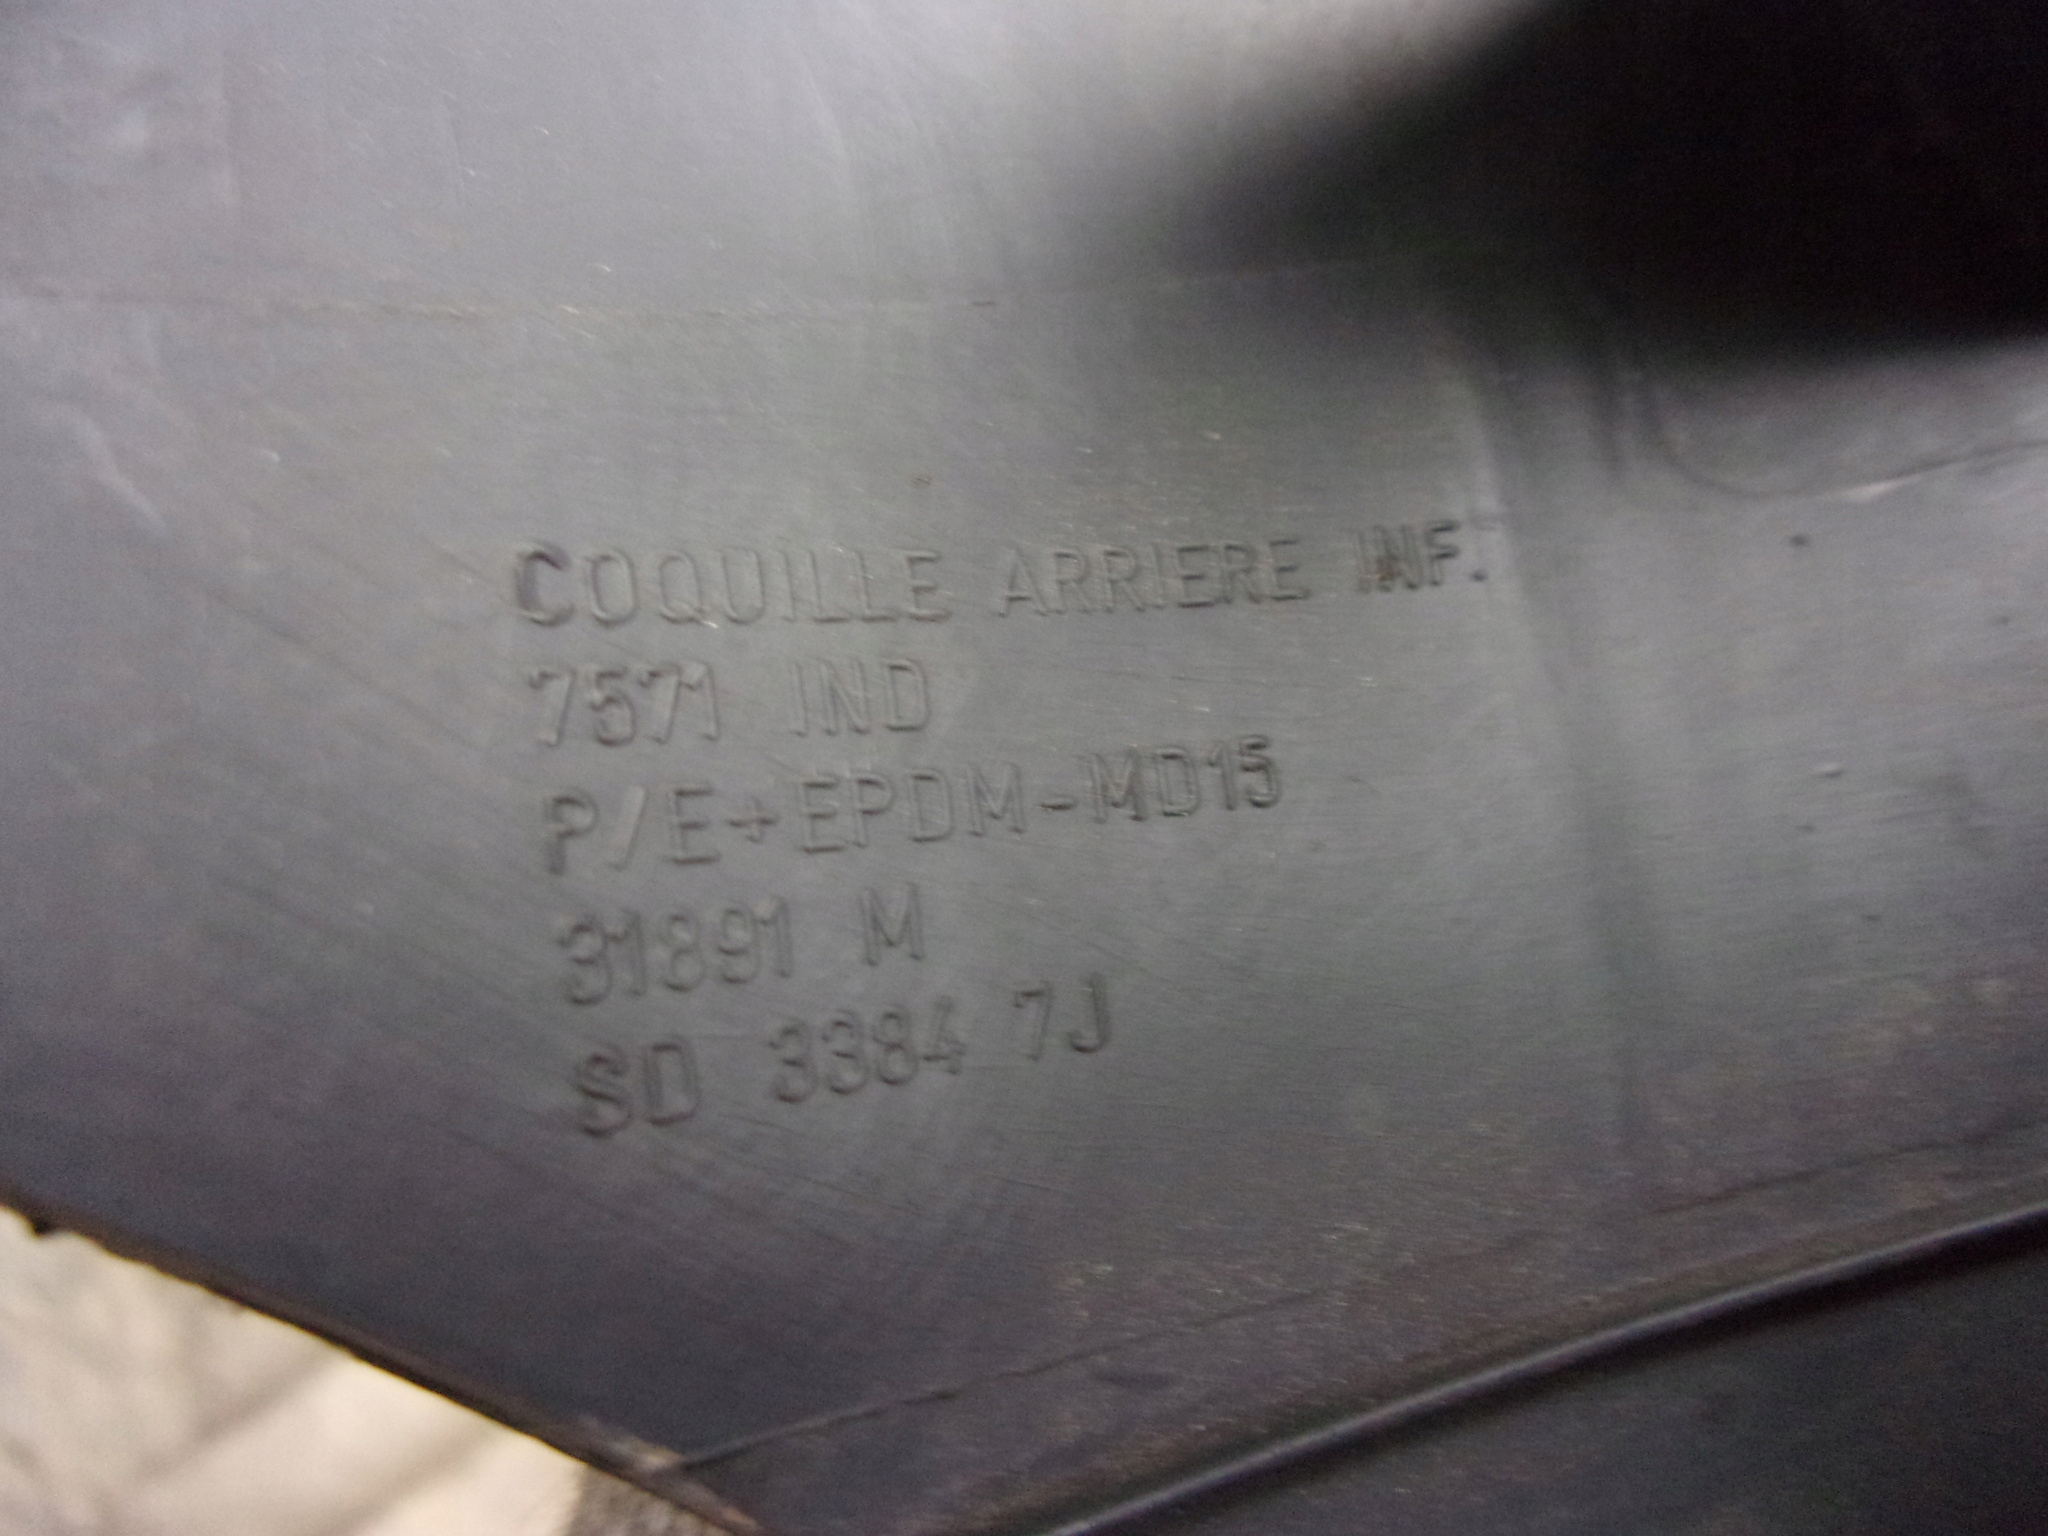 COQUILLE ARRIERE INF.
7571 IND
P/E+EPDM-MD15
31891 M
SD 3384 7J